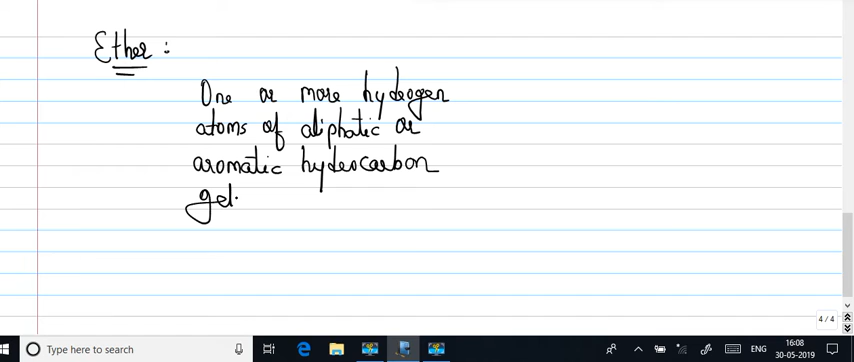 Ether :
One or more hydrogen
atoms of aliphatic or
aromatic hydrocarbon
get
4 / 4
Type here to search
ENG
16:08
30-05-2019